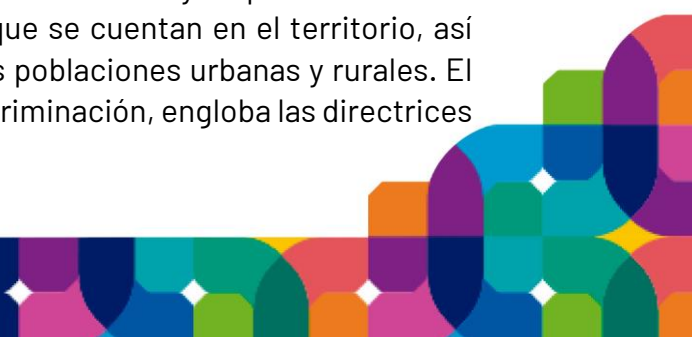 que se cuentan en el territorio, así
poblaciones urbanas y rurales. El
riminación, engloba las directrices